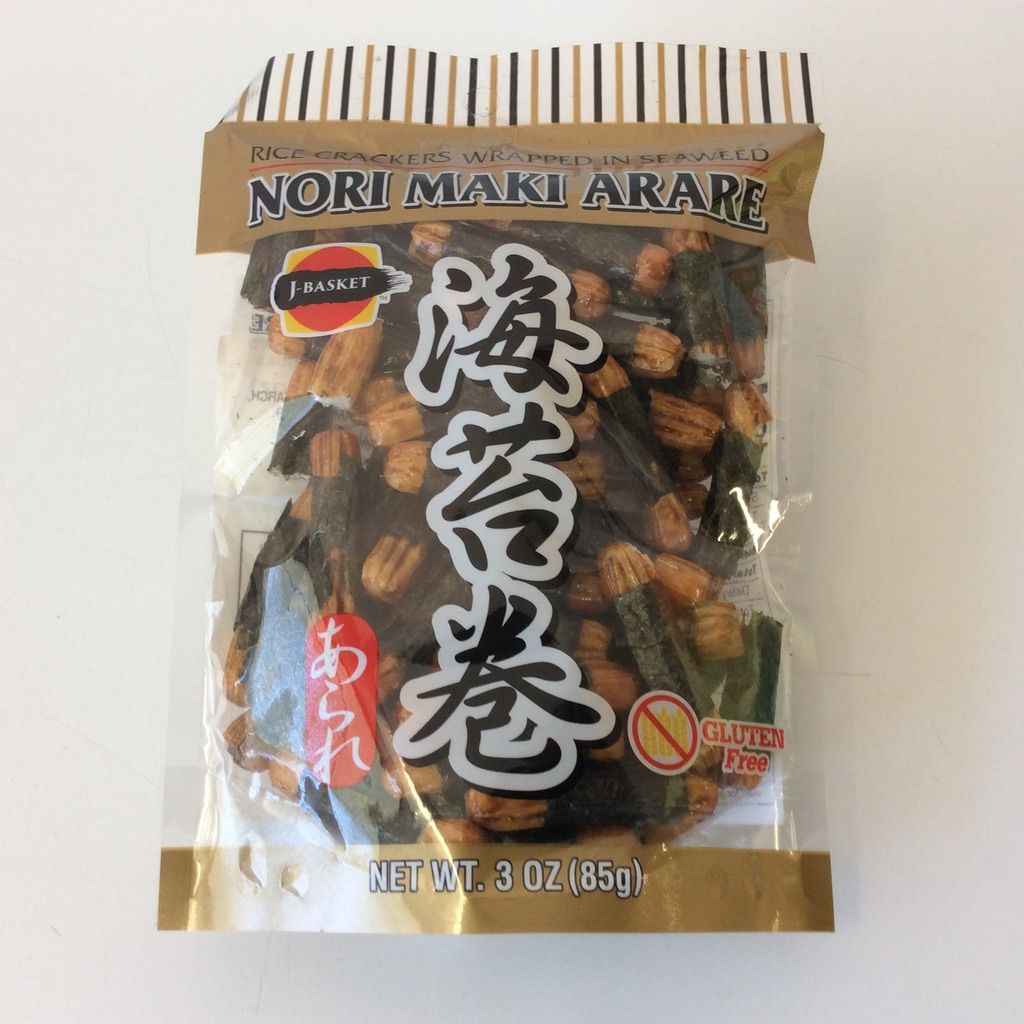 RICE CRACKERS WRAPPED IN SEAWEED
NORI MAKI ARARE
J-BASKET
TM
海苔巻
あられ
GLUTEN
Free
NET WT. 3 OZ (85g)